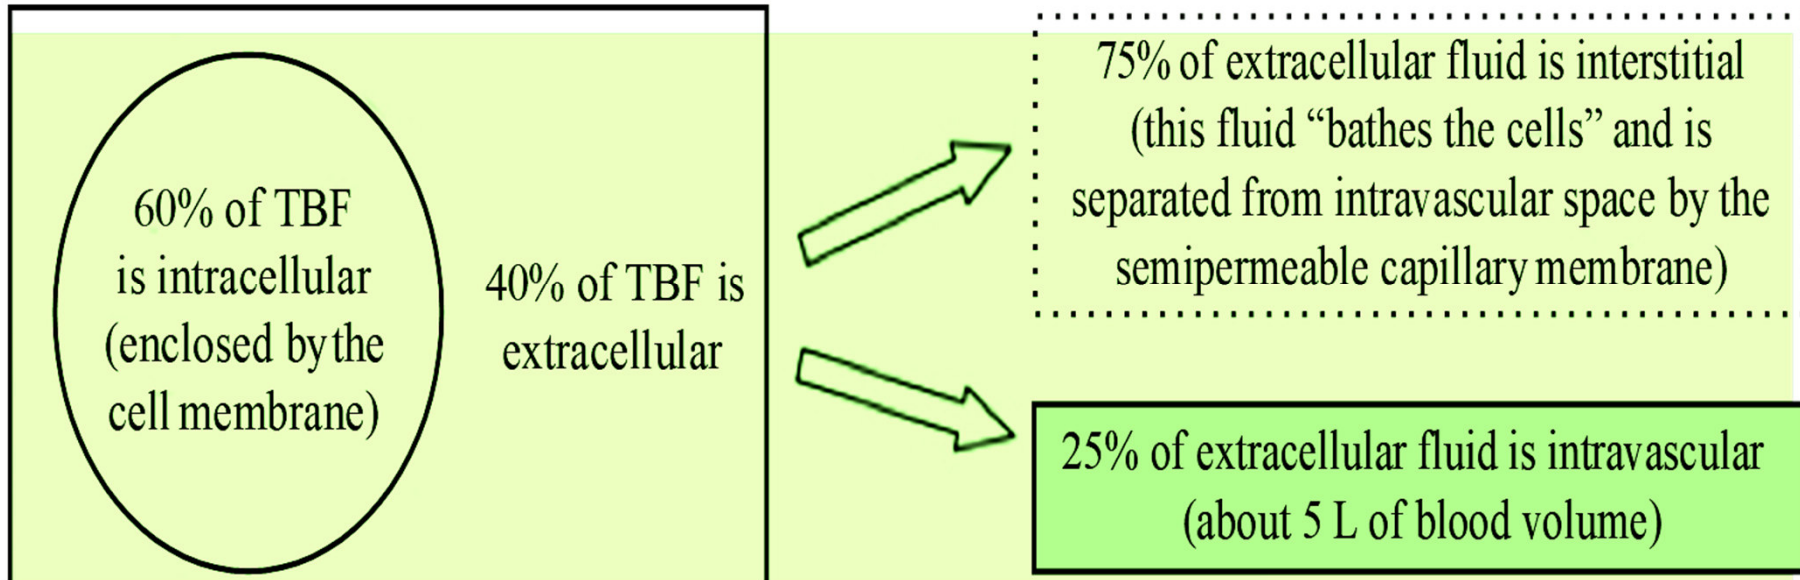 60% of TBF
is intracellular
(enclosed by the
cell membrane)
40% of TBF is
extracellular
75% of extracellular fluid is interstitial
(this fluid “bathes the cells” and is
separated from intravascular space by the
semipermeable capillary membrane)
25% of extracellular fluid is intravascular
(about 5 L of blood volume)